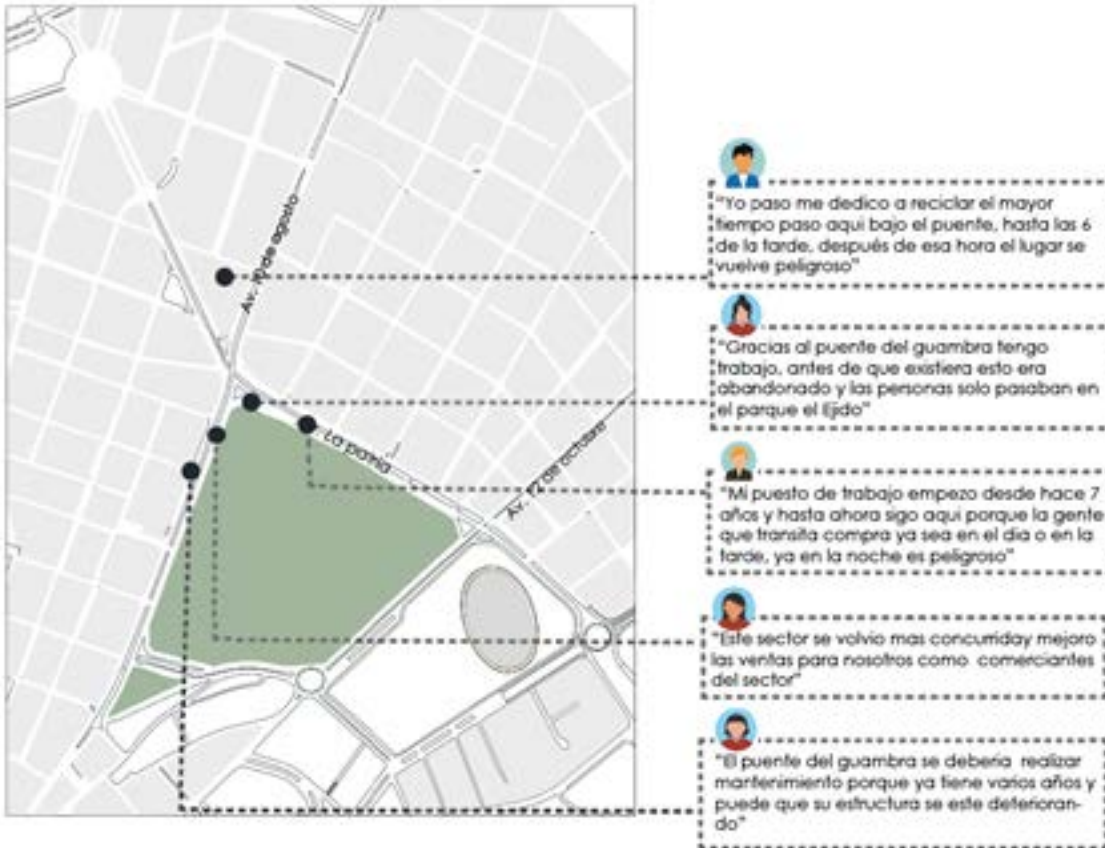 Av. 10 de agosto
La patria
Av. 12 de octubre
"Yo paso me dedico a reciclar el mayor
tiempo paso aqui bajo el puente, hasta las 6
de la tarde, después de esa hora el lugar se
vuelve peligroso"
"Gracias al puente del guambra tengo
trabajo, antes de que existiera esto era
abandonado y las personas solo pasaban en
el parque el Ejido"
"Mi puesto de trabajo empezo desde hace 7
años y hasta ahora sigo aqui porque la gente
que transita compra ya sea en el dia o en la
tarde, ya en la noche es peligroso"
"Este sector se volvio mas concurriday mejoro
las ventas para nosotros como comerciantes
del sector"
"El puente del guambra se deberia realizar
mantenimiento porque ya tiene varios años y
puede que su estructura se este deterioran-
do"